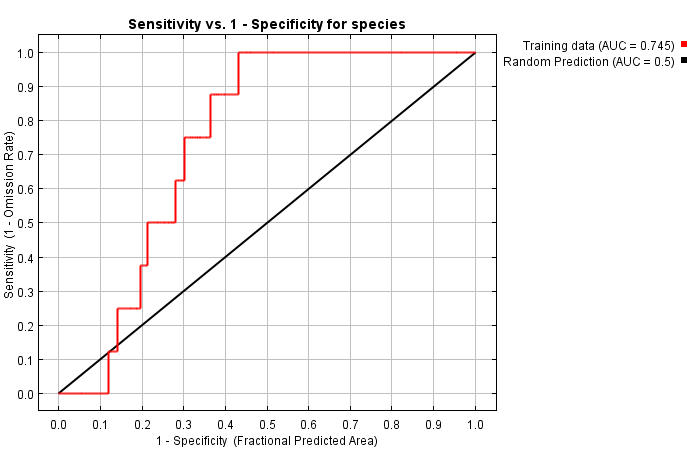 Sensitivity vs. 1 - Specificity for species
Training data (AUC = 0.745)
Random Prediction (AUC = 0.5)
Sensitivity (1 - Omission Rate)
1.0
0.9
0.8
0.7
0.6
0.5
0.4
0.3
0.2
0.1
0.0
0.0 0.1 0.2 0.3 0.4 0.5 0.6 0.7 0.8 0.9 1.0
1 - Specificity (Fractional Predicted Area)